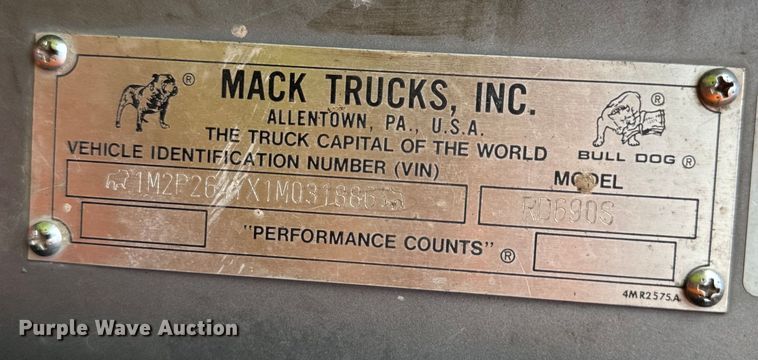 MACK TRUCKS, INC.
ALLENTOWN, PA., U.S.A.
THE TRUCK CAPITAL OF THE WORLD
BULL DOG ®
VEHICLE IDENTIFICATION NUMBER (VIN)
MODEL
1M2P264YX1M031886
RD690S
"PERFORMANCE COUNTS" ®
4MR2575A
Purple Wave Auction